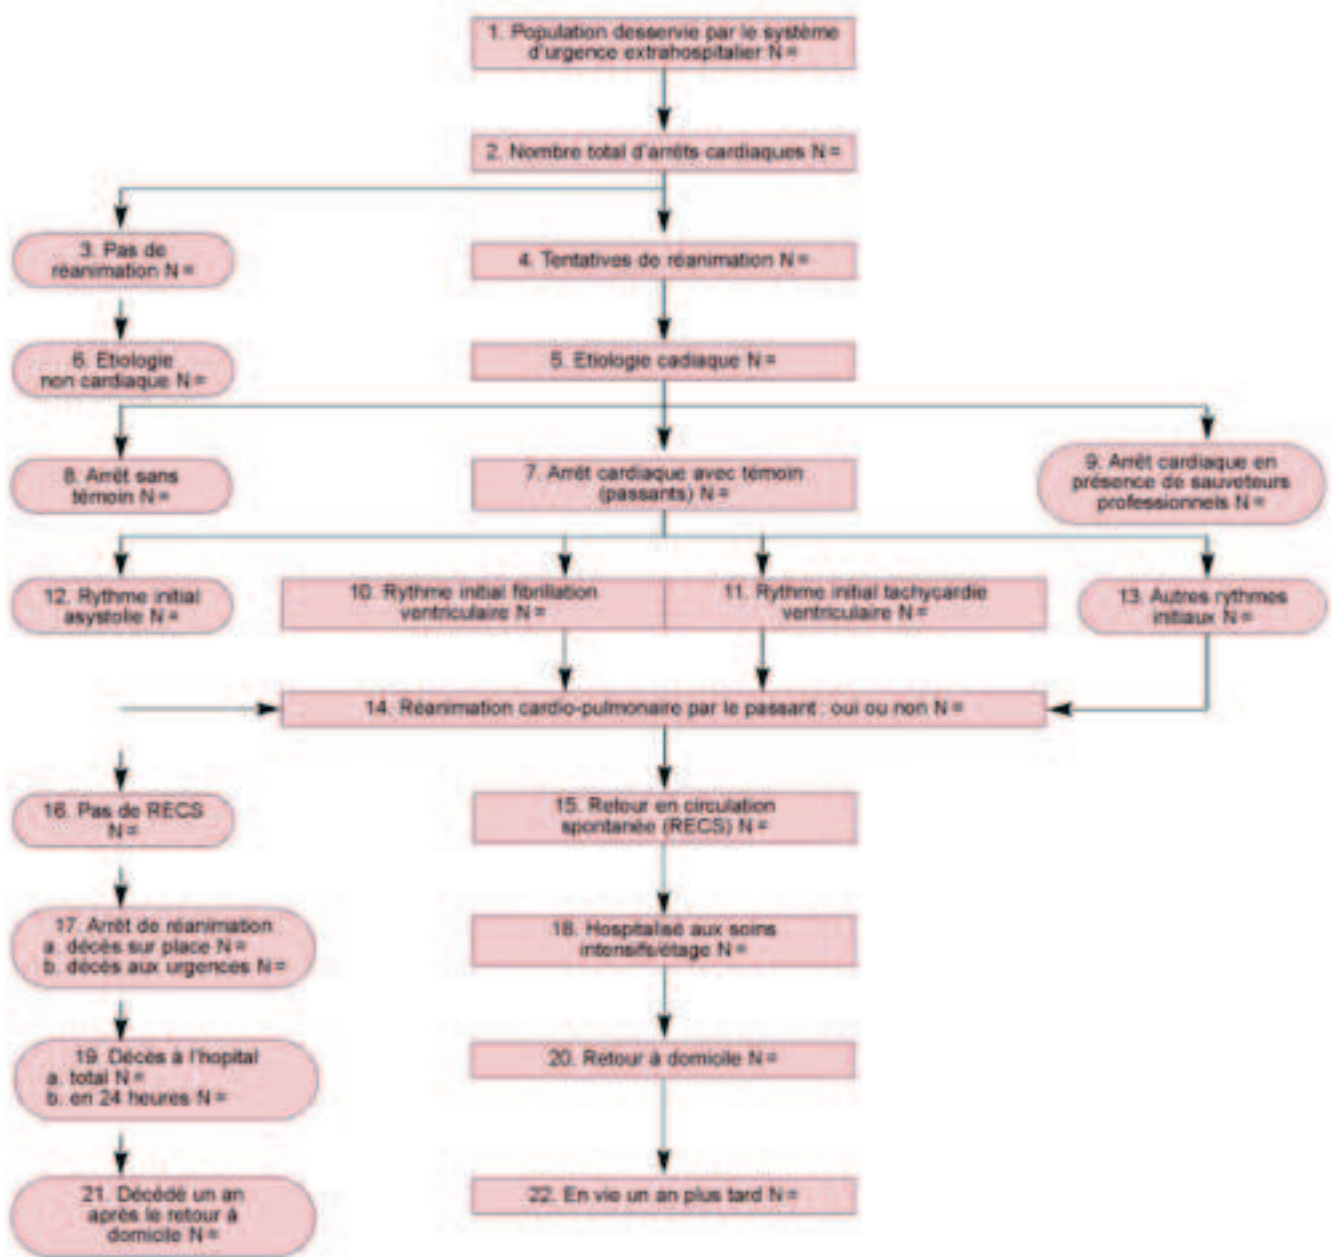 1. Population desservie par le système
d'urgence extrahospitalier N =
2. Nombre total d'arrêts cardiaques N =
3. Pas de
réanimation N =
4. Tentatives de réanimation N =
6. Etiologie
non cardiaque N =
5. Etiologie cadiaque N =
8. Arrêt sans
témoin N =
7. Arrêt cardiaque avec témoin
(passants) N =
9. Arrêt cardiaque en
présence de sauveteurs
professionnels N =
12. Rythme initial
asystolie N =
10. Rythme initial fibrillation
ventriculaire N =
11. Rythme initial tachycardie
ventriculaire N =
13. Autres rythmes
initiaux N =
14. Réanimation cardio-pulmonaire par le passant : oui ou non N =
16. Pas de RECS
N =
15. Retour en circulation
spontanée (RECS) N =
17. Arrêt de réanimation
a. décès sur place N =
b. décès aux urgences N =
18. Hospitalisé aux soins
intensifs/étage N =
19. Décès à l'hopital
a. total N =
b. en 24 heures N =
20. Retour à domicile N =
21. Décédé un an
après le retour à
domicile N =
22. En vie un an plus tard N =